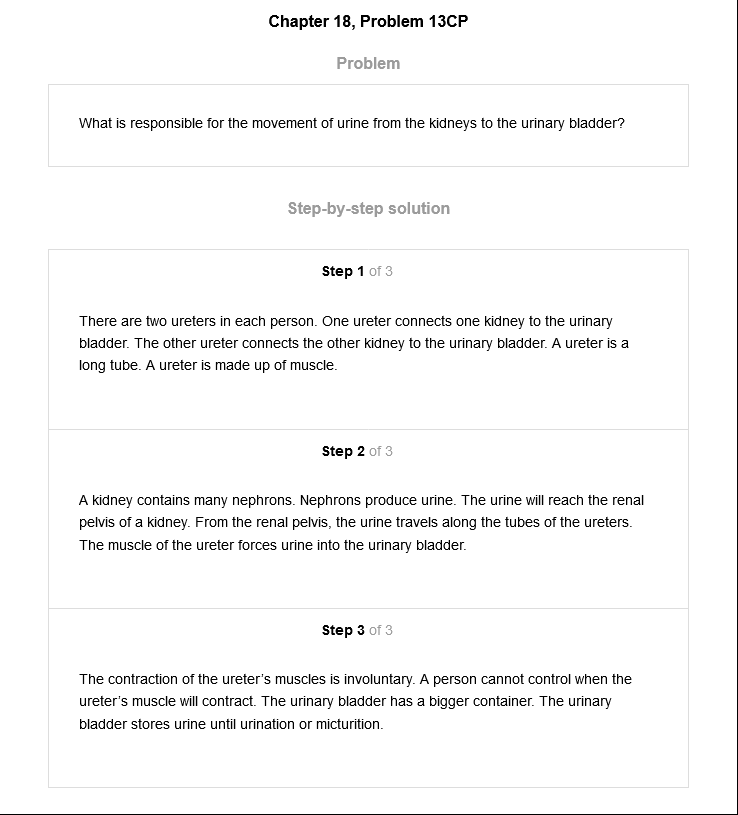 Chapter 18, Problem 13CP
Problem
What is responsible for the movement of urine from the kidneys to the urinary bladder?
Step-by-step solution
Step 1 of 3
There are two ureters in each person. One ureter connects one kidney to the urinary
bladder. The other ureter connects the other kidney to the urinary bladder. A ureter is a
long tube. A ureter is made up of muscle.
Step 2 of 3
A kidney contains many nephrons. Nephrons produce urine. The urine will reach the renal
pelvis of a kidney. From the renal pelvis, the urine travels along the tubes of the ureters.
The muscle of the ureter forces urine into the urinary bladder.
Step 3 of 3
The contraction of the ureter’s muscles is involuntary. A person cannot control when the
ureter’s muscle will contract. The urinary bladder has a bigger container. The urinary
bladder stores urine until urination or micturition.